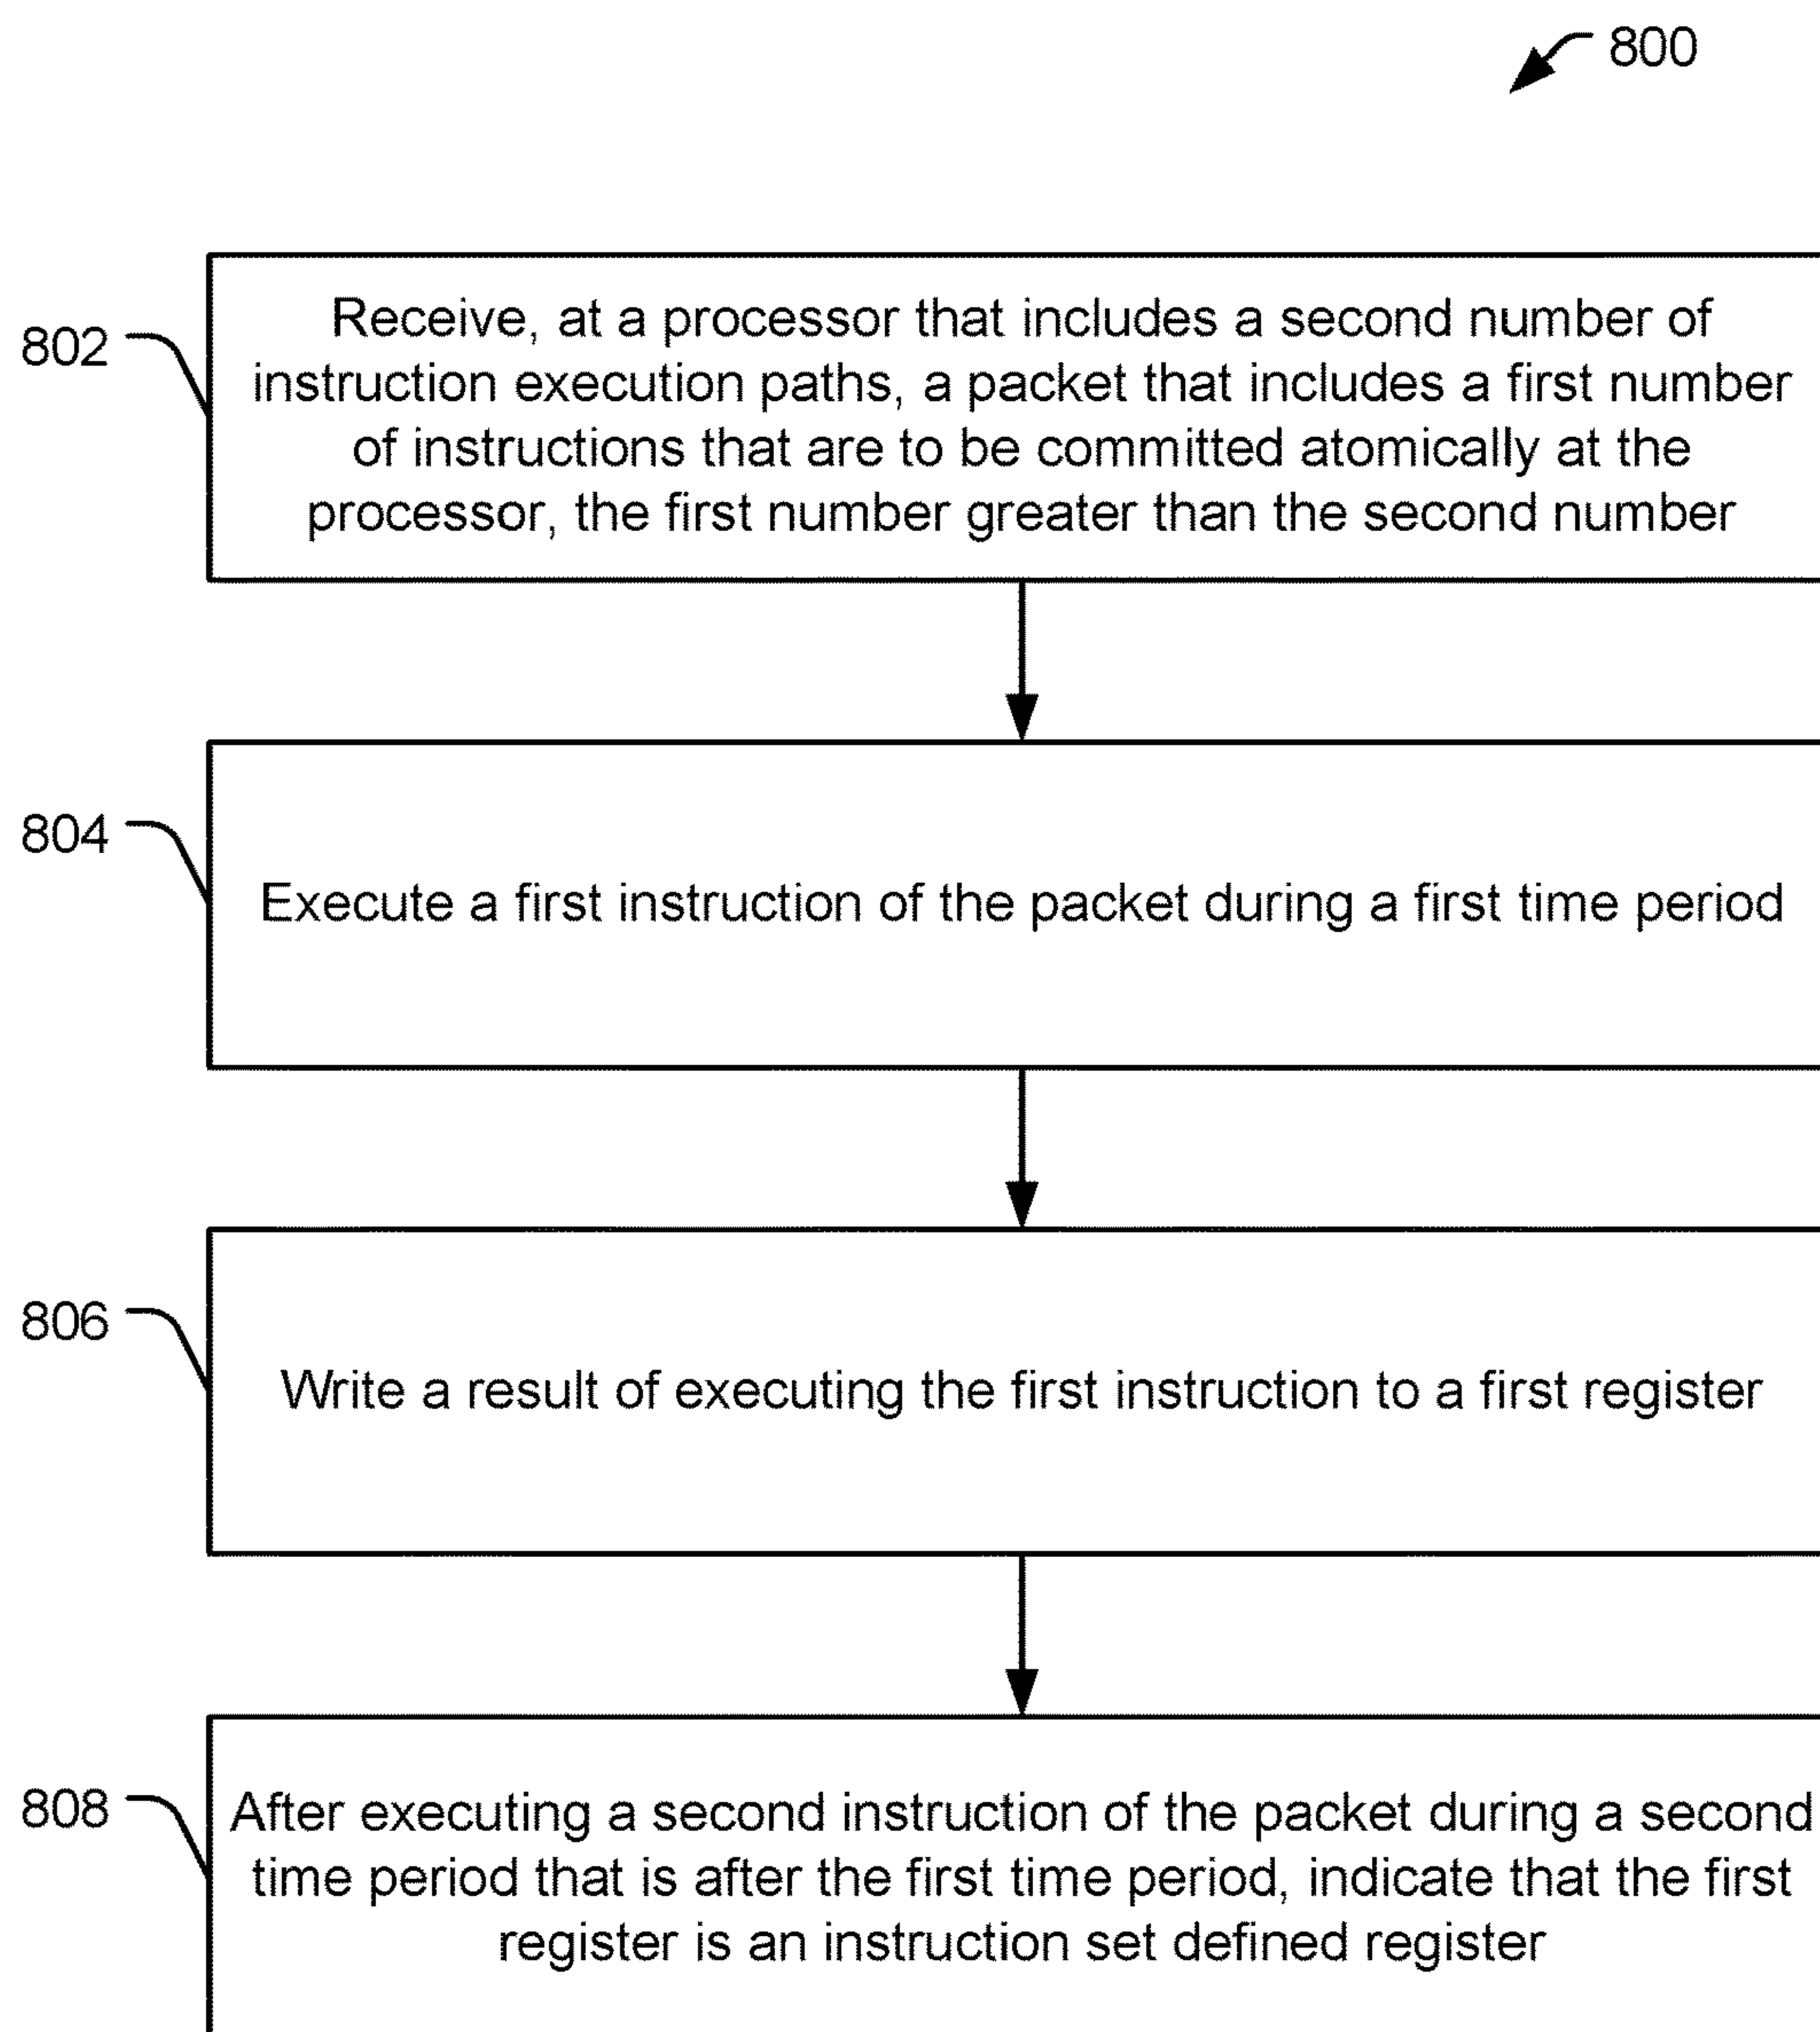 800
802
Receive, at a processor that includes a second number of
instruction execution paths, a packet that includes a first number
of instructions that are to be committed atomically at the
processor, the first number greater than the second number
804
Execute a first instruction of the packet during a first time period
806
Write a result of executing the first instruction to a first register
808
After executing a second instruction of the packet during a second
time period that is after the first time period, indicate that the first
register is an instruction set defined register